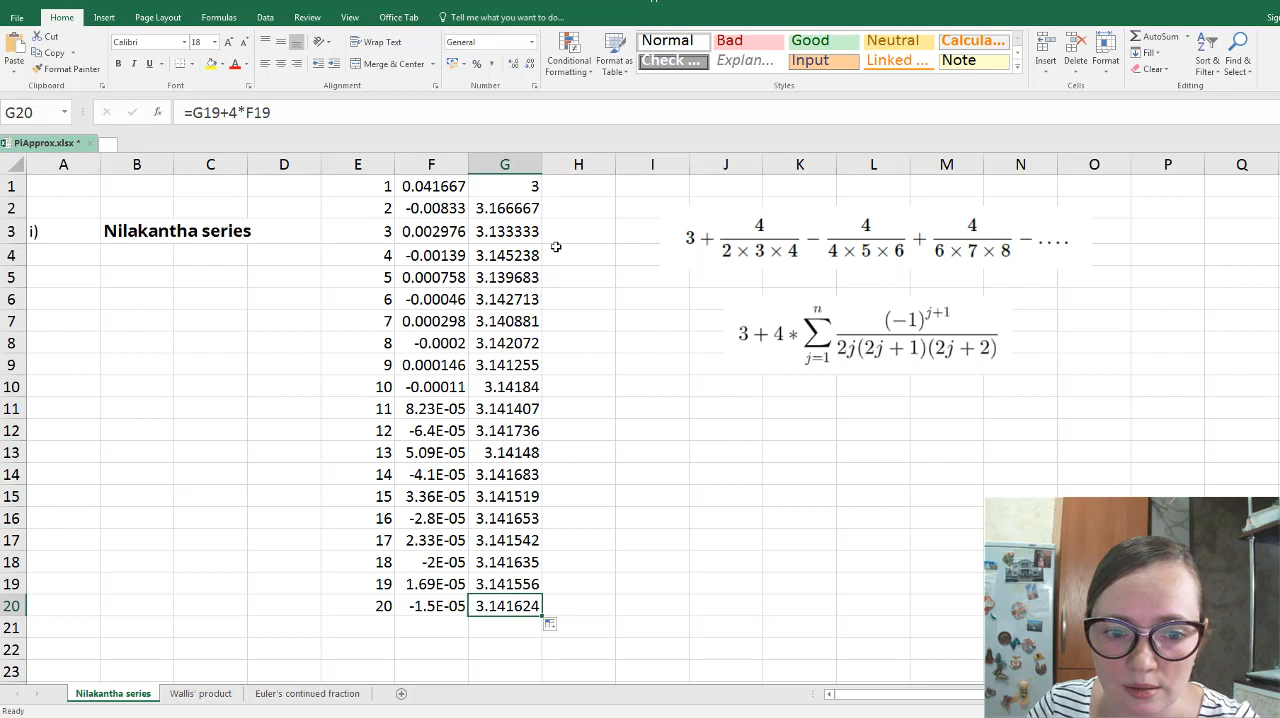 File Home Insert Page Layout Formulas Data Review View Office Tab Tell me what you want to do...
Cut
Copy
Format Painter
Paste
Clipboard
Calibri 18
B I U
Font
Wrap Text
Merge & Center
Alignment
General
Number
Conditional Formatting
Format as Table
Normal Bad Good Neutral Calcula...
Check ... Explan... Input Linked ... Note
Styles
Insert Delete Format
Cells
AutoSum
Fill
Clear
Sort & Filter
Find & Select
Editing
G20 =G19+4*F19
PiApprox.xlsx *
A B C D E F G H I J K L M N O P Q
1 1 0.041667 3
2 2 -0.00833 3.166667
3 i) Nilakantha series 3 0.002976 3.133333
4 4 -0.00139 3.145238
5 5 0.000758 3.139683
6 6 -0.00046 3.142713
7 7 0.000298 3.140881
8 8 -0.0002 3.142072
9 9 0.000146 3.141255
10 10 -0.00011 3.14184
11 11 8.23E-05 3.141407
12 12 -6.4E-05 3.141736
13 13 5.09E-05 3.14148
14 14 -4.1E-05 3.141683
15 15 3.36E-05 3.141519
16 16 -2.8E-05 3.141653
17 17 2.33E-05 3.141542
18 18 -2E-05 3.141635
19 19 1.69E-05 3.141556
20 20 -1.5E-05 3.141624
21
22
23
3 + 4/(2 × 3 × 4) − 4/(4 × 5 × 6) + 4/(6 × 7 × 8) − ....
3 + 4 * ∑_{j=1}^{n} (−1)^{j+1}/(2j(2j + 1)(2j + 2))
Nilakantha series Wallis' product Euler's continued fraction
Ready